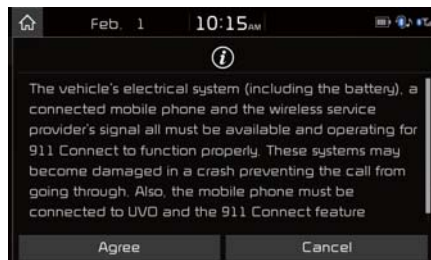 Feb. 1 10:15AM
The vehicle's electrical system (including the battery), a
connected mobile phone and the wireless service
provider's signal all must be available and operating for
911 Connect to function properly. These systems may
become damaged in a crash preventing the call from
going through. Also, the mobile phone must be
connected to UVO and the 911 Connect feature
Agree Cancel